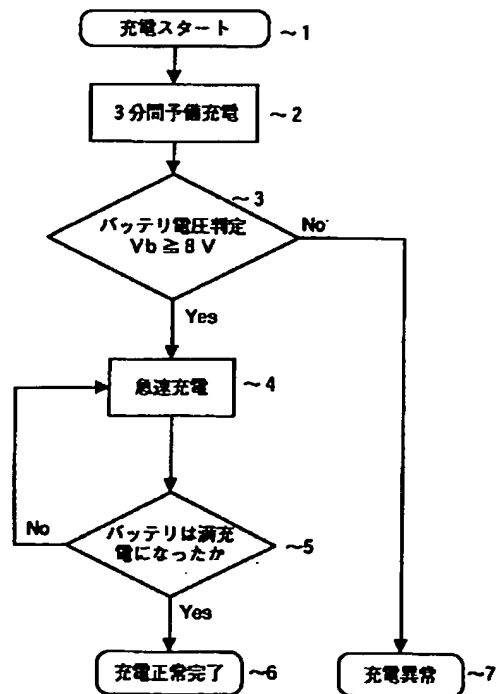 充電スタート
～1
3分間予備充電
～2
～3
バッテリ電圧判定
Vb≧8V
No
Yes
急速充電
～4
バッテリは満充
電になったか
～5
No
Yes
充電正常完了
～6
充電異常
～7